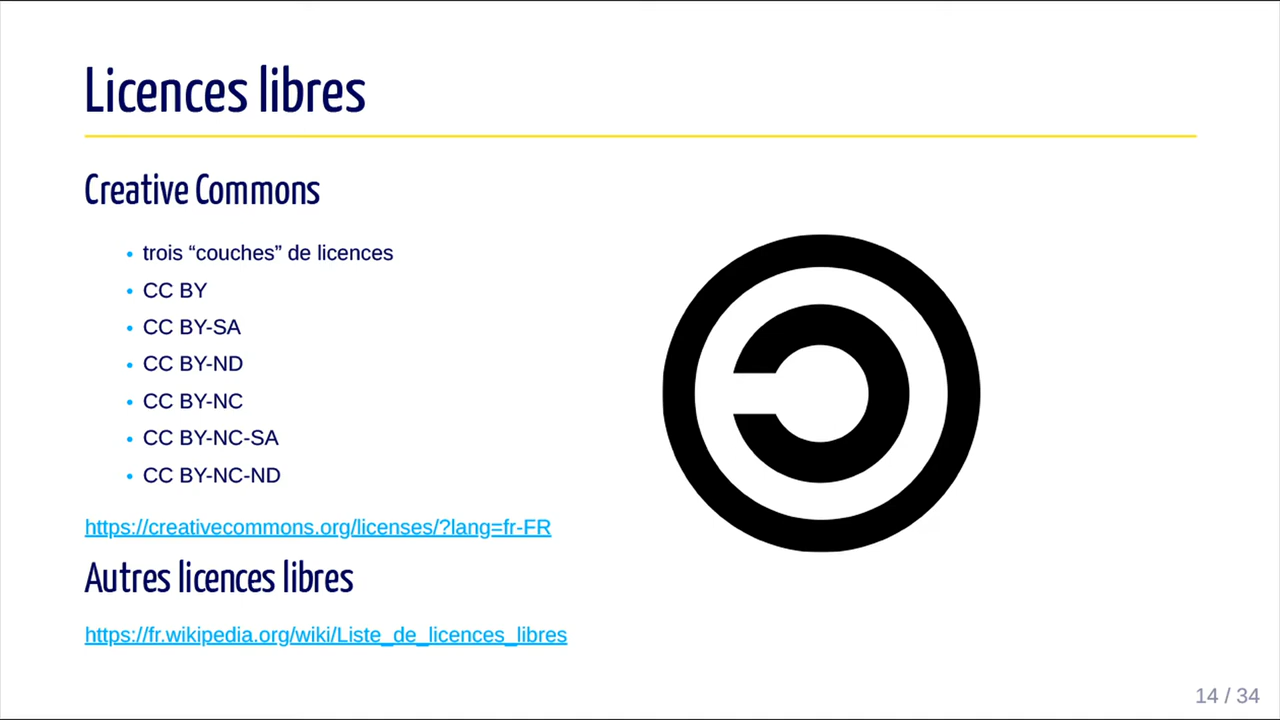 Licences libres
Creative Commons
• trois “couches” de licences
• CC BY
• CC BY-SA
• CC BY-ND
• CC BY-NC
• CC BY-NC-SA
• CC BY-NC-ND
https://creativecommons.org/licenses/?lang=fr-FR
Autres licences libres
https://fr.wikipedia.org/wiki/Liste_de_licences_libres
14 / 34